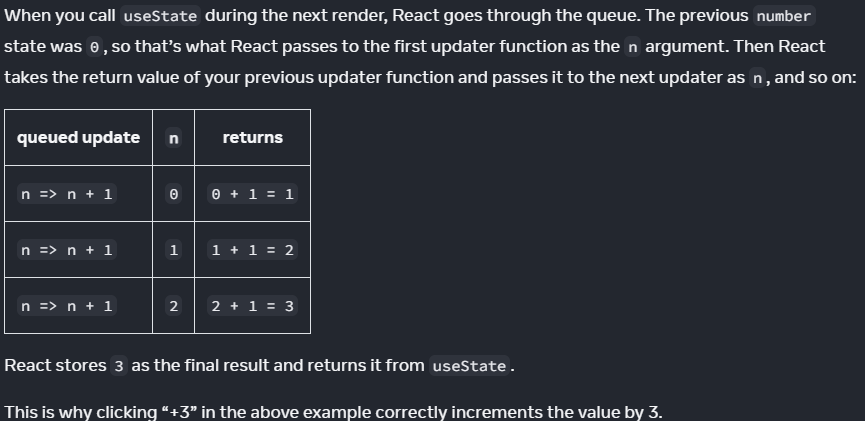 When you call useState during the next render, React goes through the queue. The previous number
state was 0, so that’s what React passes to the first updater function as the n argument. Then React
takes the return value of your previous updater function and passes it to the next updater as n, and so on:
queued update n returns
n => n + 1 0 0 + 1 = 1
n => n + 1 1 1 + 1 = 2
n => n + 1 2 2 + 1 = 3
React stores 3 as the final result and returns it from useState.
This is why clicking “+3” in the above example correctly increments the value by 3.